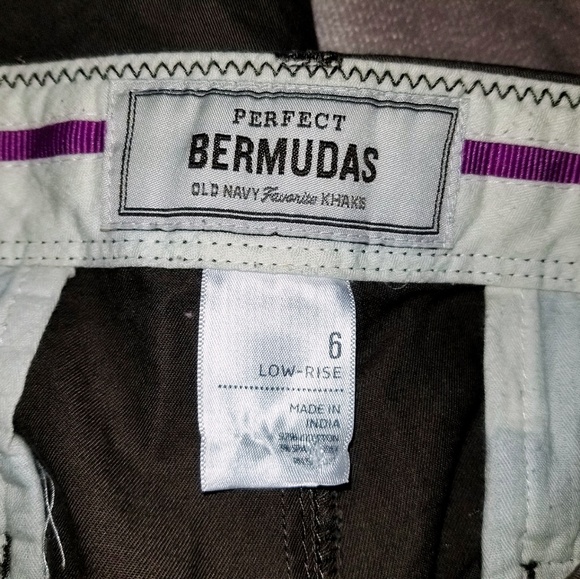 PERFECT
BERMUDAS
OLD NAVY Favorite KHAKIS
6
LOW-RISE
MADE IN
INDIA